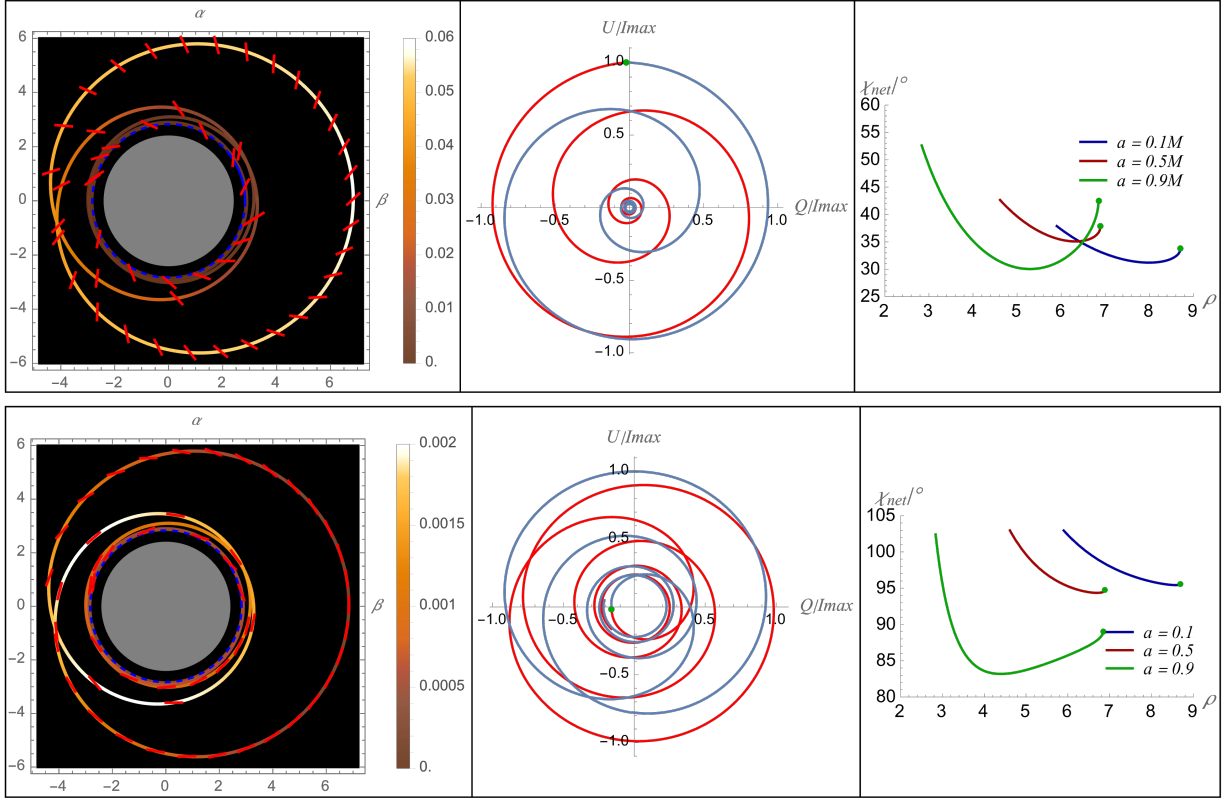 α
6
4
2
0
−2
−4
−6
−4 −2 0 2 4 6
β
0.06
0.05
0.04
0.03
0.02
0.01
0.
U/Imax
1.0
0.5
−1.0 −0.5 0.5 1.0
Q/Imax
−0.5
−1.0
χnet/°
60
55
50
45
40
35
30
25
2 3 4 5 6 7 8 9
ρ
a = 0.1M
a = 0.5M
a = 0.9M
α
6
4
2
0
−2
−4
−6
−4 −2 0 2 4 6
β
0.002
0.0015
0.001
0.0005
0.
U/Imax
1.0
0.5
−1.0 −0.5 0.5 1.0
Q/Imax
−0.5
−1.0
χnet/°
105
100
95
90
85
80
2 3 4 5 6 7 8 9
ρ
a = 0.1
a = 0.5
a = 0.9